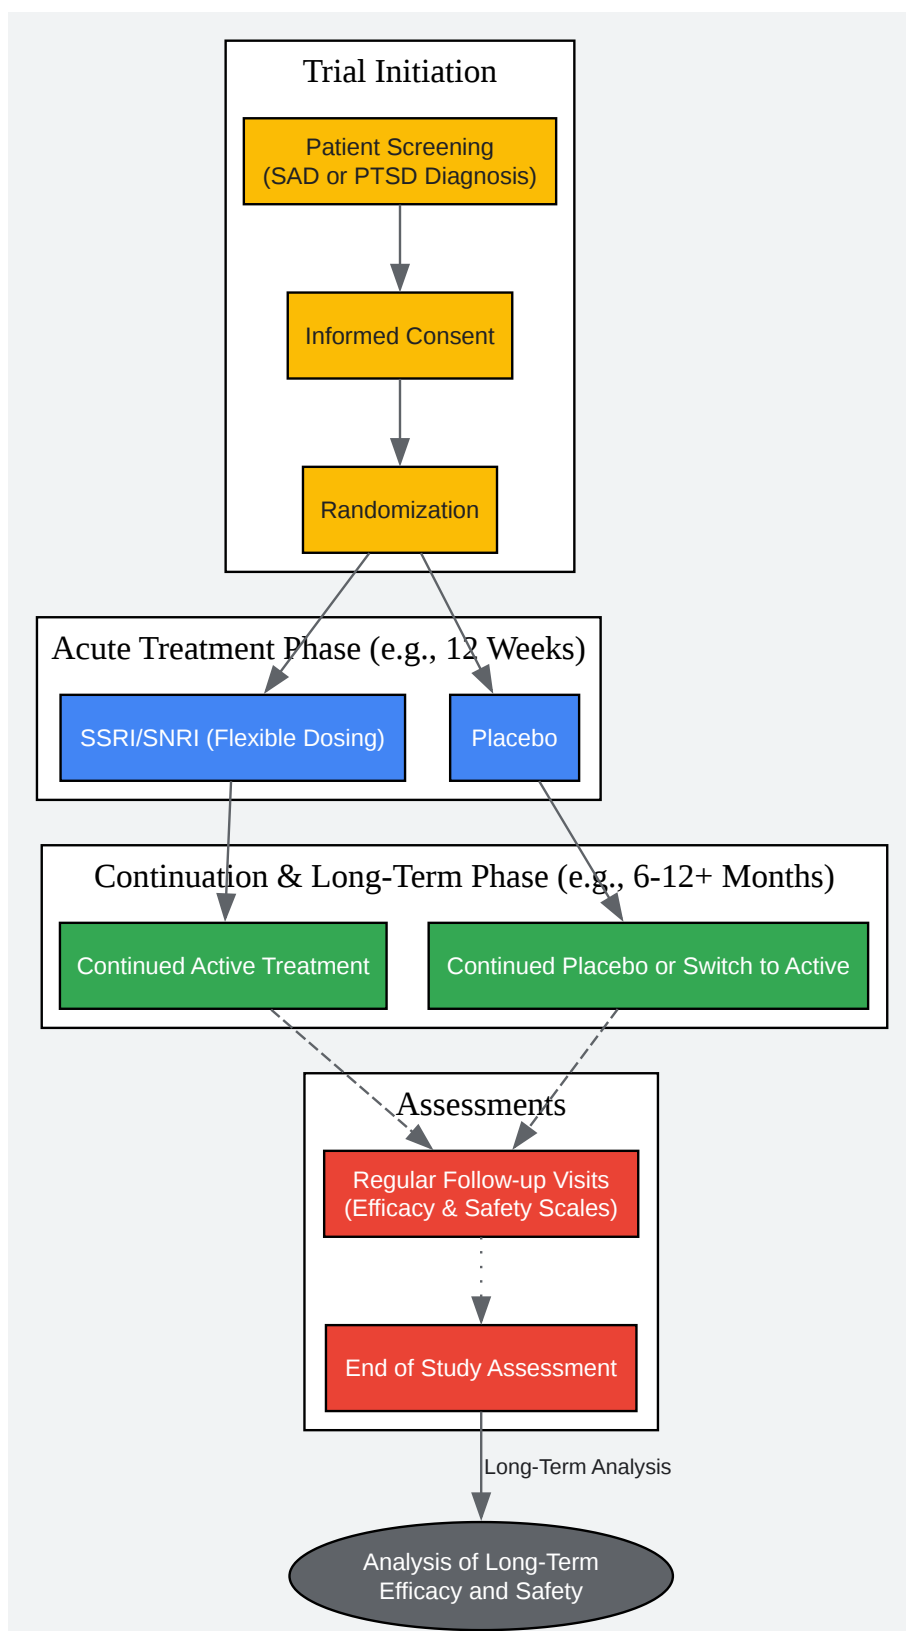 Trial Initiation
Patient Screening
(SAD or PTSD Diagnosis)
Informed Consent
Randomization
Acute Treatment Phase (e.g., 12 Weeks)
SSRI/SNRI (Flexible Dosing)
Placebo
Continuation & Long-Term Phase (e.g., 6-12+ Months)
Continued Active Treatment
Continued Placebo or Switch to Active
Assessments
Regular Follow-up Visits
(Efficacy & Safety Scales)
End of Study Assessment
Long-Term Analysis
Analysis of Long-Term
Efficacy and Safety